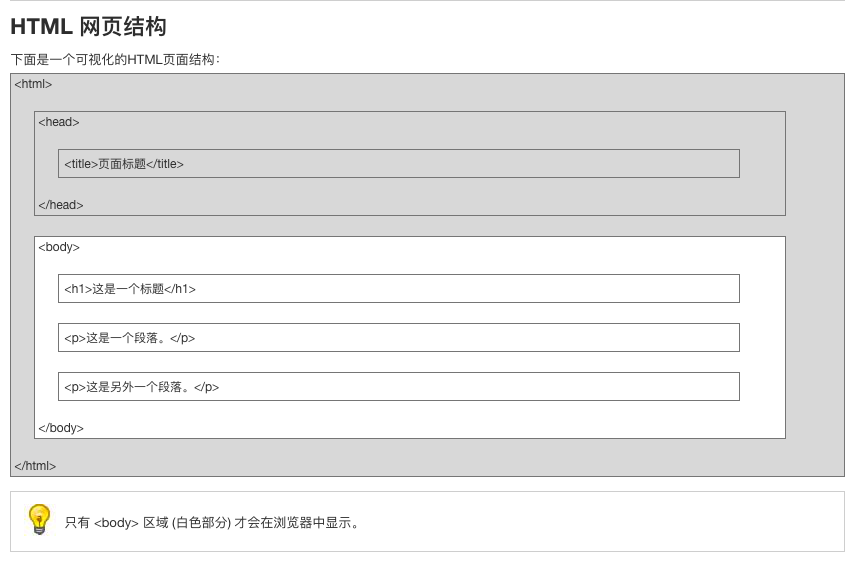 HTML 网页结构
下面是一个可视化的HTML页面结构：
<html>
<head>
<title>页面标题</title>
</head>
<body>
<h1>这是一个标题</h1>
<p>这是一个段落。</p>
<p>这是另外一个段落。</p>
</body>
</html>
只有 <body> 区域 (白色部分) 才会在浏览器中显示。